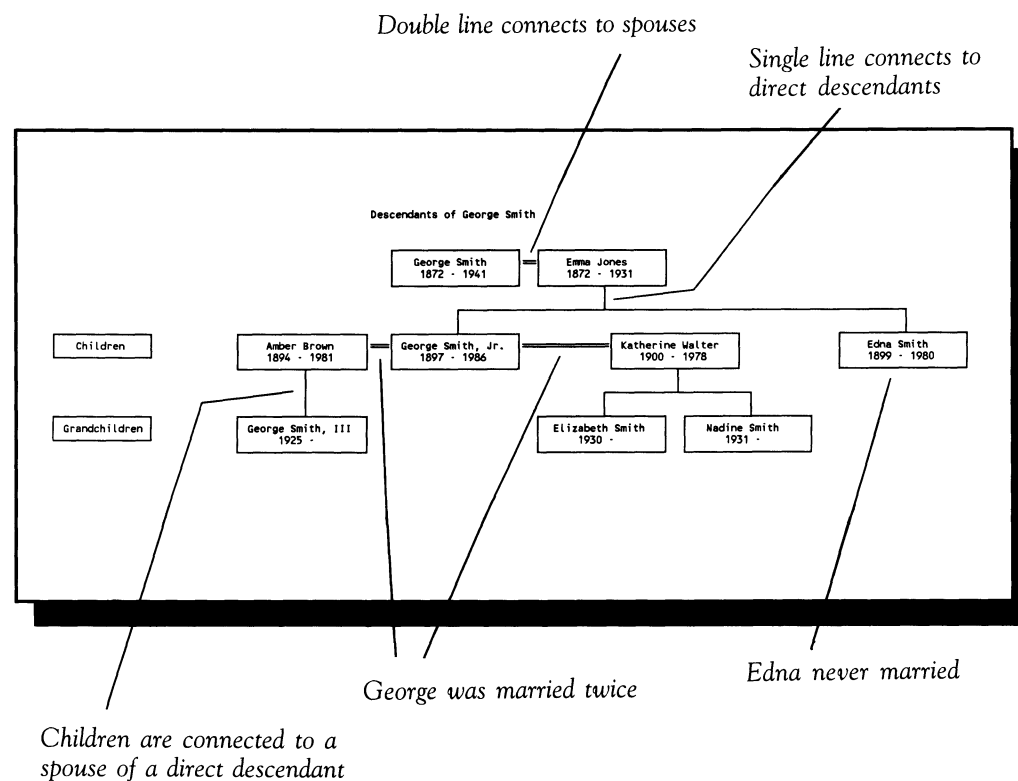 Double line connects to spouses
Single line connects to
direct descendants
Descendants of George Smith
George Smith
1872 - 1941
Emma Jones
1872 - 1931
Children
Amber Brown
1894 - 1981
George Smith, Jr.
1897 - 1986
Katherine Walter
1900 - 1978
Edna Smith
1899 - 1980
Grandchildren
George Smith, III
1925 -
Elizabeth Smith
1930 -
Nadine Smith
1931 -
George was married twice
Edna never married
Children are connected to a
spouse of a direct descendant